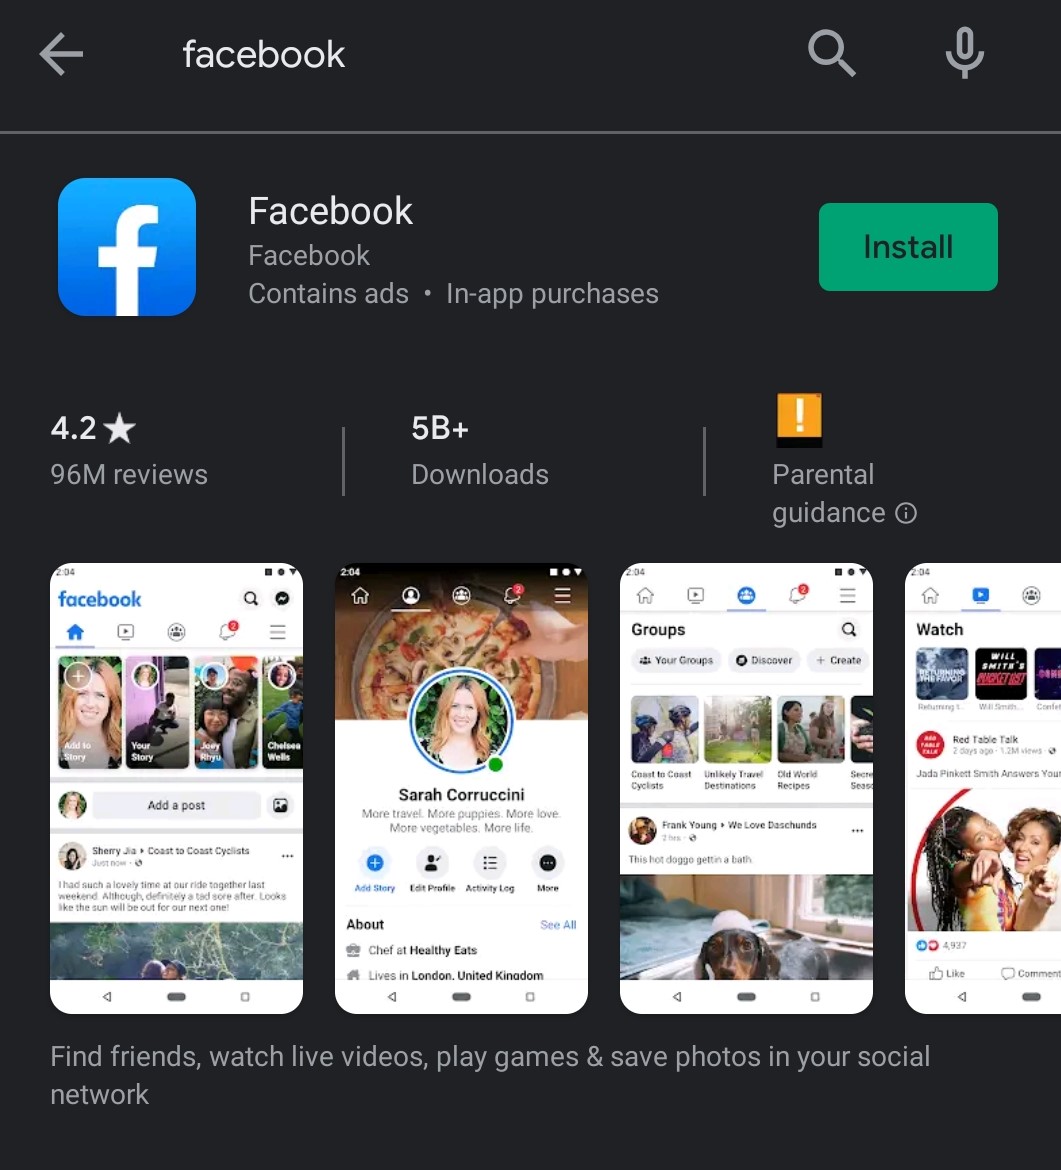 facebook
Facebook
Facebook
Contains ads • In-app purchases
Install
4.2★
96M reviews
5B+
Downloads
!
Parental
guidance
2:04
facebook
2
Add to
Story
Your
Story
Joey
Rhyu
Chelsea
Wells
Add a post
Sherry Jia ▸ Coast to Coast Cyclists
Just now
I had such a lovely time at our ride together last
weekend. Although, definitely a tad sore after. Looks
like the sun will be out for our next one!
2:04
2
Sarah Corruccini
More travel. More puppies. More love.
More vegetables. More life.
Add Story
Edit Profile
Activity Log
More
About
See All
Chef at Healthy Eats
Lives in London, United Kingdom
2:04
2
Groups
Your Groups
Discover
+ Create
Coast to Coast
Cyclists
Unlikely Travel
Destinations
Old World
Recipes
Frank Young ▸ We Love Daschunds
2 hrs
This hot doggo gettin a bath.
2:04
Watch
RETURNING
THE FAVOR
WILL
SMITH'S
BUCKET LIST
Returning t...
Will Smith...
RED
TABLE
TALK
Red Table Talk
2 days ago · 1.2M views
Jada Pinkett Smith Answers Your
4,937
Like
Comment
Find friends, watch live videos, play games & save photos in your social
network